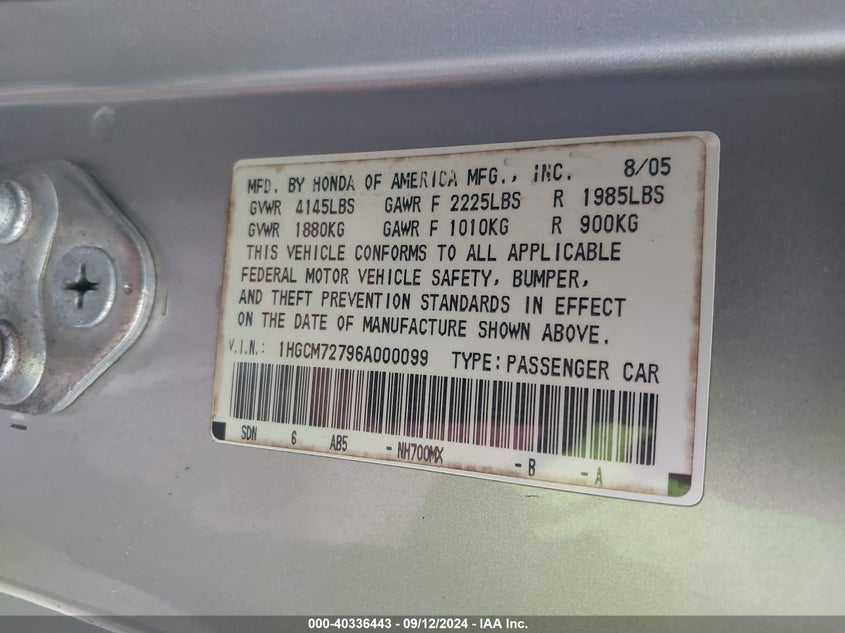 MFD. BY HONDA OF AMERICA MFG., INC. 8/05
GVWR 4145LBS GAWR F 2225LBS R 1985LBS
GVWR 1880KG GAWR F 1010KG R 900KG
THIS VEHICLE CONFORMS TO ALL APPLICABLE
FEDERAL MOTOR VEHICLE SAFETY, BUMPER,
AND THEFT PREVENTION STANDARDS IN EFFECT
ON THE DATE OF MANUFACTURE SHOWN ABOVE.
V.I.N.: 1HGCM72796A000099 TYPE: PASSENGER CAR
SDN 6 AB5 - NH700MX - B - A
000-40336443 - 09/12/2024 - IAA Inc.